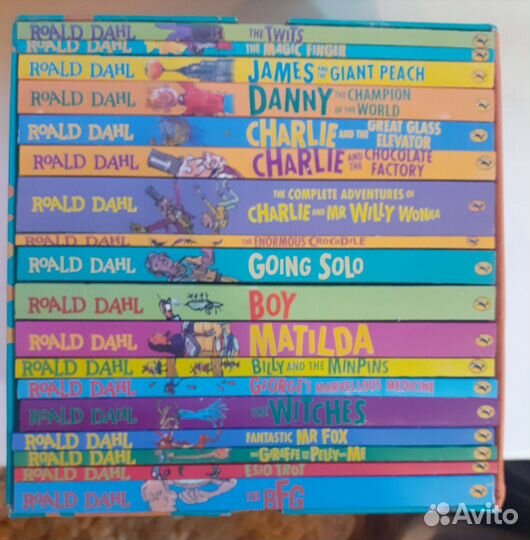 ROALD DAHL THE TWITS
ROALD DAHL THE MAGIC FINGER
ROALD DAHL JAMES AND THE GIANT PEACH
ROALD DAHL DANNY THE CHAMPION
OF THE WORLD
ROALD DAHL CHARLIE AND THE GREAT GLASS
ELEVATOR
ROALD DAHL CHARLIE AND THE CHOCOLATE
FACTORY
THE COMPLETE ADVENTURES OF
ROALD DAHL CHARLIE AND MR WILLY WONKA
ROALD DAHL THE ENORMOUS CROCODILE
ROALD DAHL GOING SOLO
ROALD DAHL BOY
ROALD DAHL MATILDA
ROALD DAHL BILLY AND THE MINPINS
ROALD DAHL GEORGE'S MARVELLOUS MEDICINE
ROALD DAHL THE WITCHES
ROALD DAHL FANTASTIC MR FOX
ROALD DAHL THE GIRAFFE AND THE PELLY AND ME
ROALD DAHL ESIO TROT
ROALD DAHL THE BFG
Avito